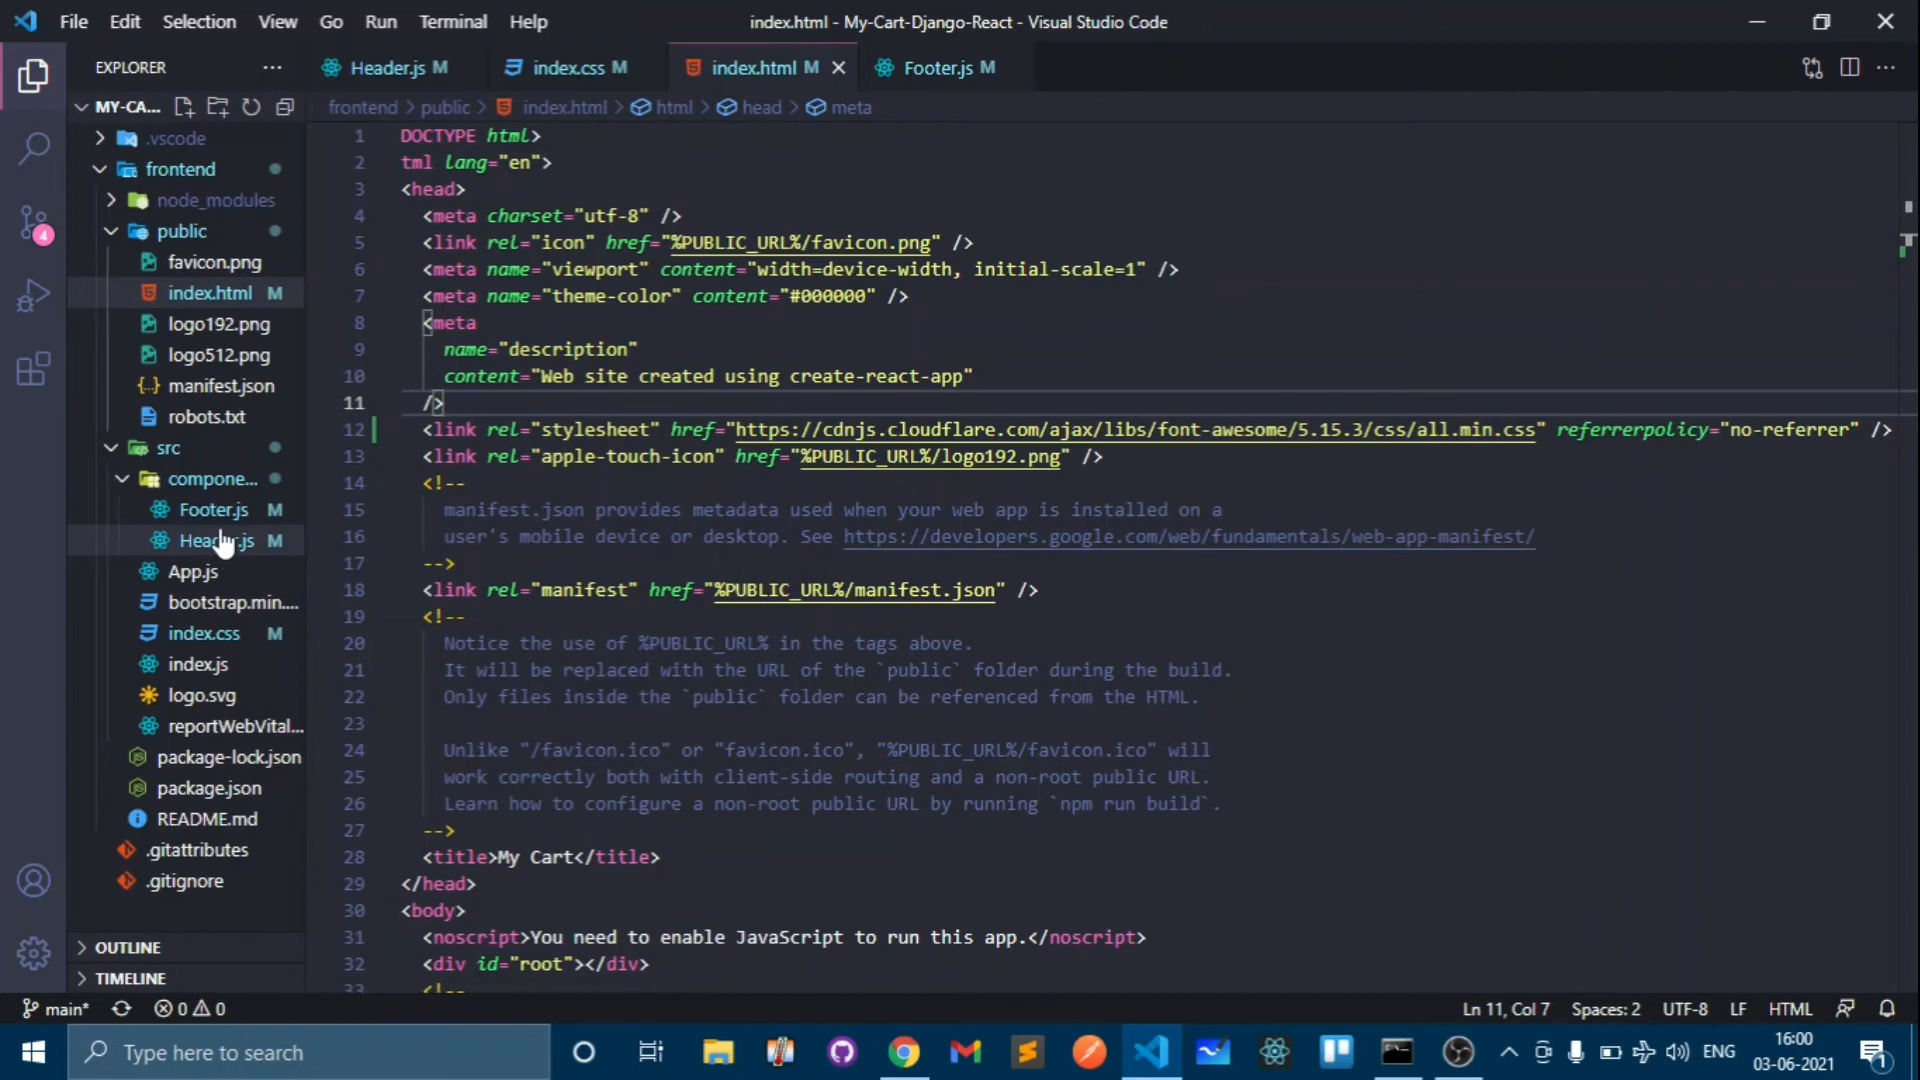 File Edit Selection View Go Run Terminal Help
index.html - My-Cart-Django-React - Visual Studio Code
EXPLORER
Header.js M
index.css M
index.html M
Footer.js M
MY-CA...
frontend > public > index.html > html > head > meta
.vscode
frontend
node_modules
public
favicon.png
index.html M
logo192.png
logo512.png
manifest.json
robots.txt
src
compone...
Footer.js M
Header.js M
App.js
bootstrap.min....
index.css M
index.js
logo.svg
reportWebVital...
package-lock.json
package.json
README.md
.gitattributes
.gitignore
OUTLINE
TIMELINE
4
1 DOCTYPE html>
2 tml lang="en">
3 <head>
4 <meta charset="utf-8" />
5 <link rel="icon" href="%PUBLIC_URL%/favicon.png" />
6 <meta name="viewport" content="width=device-width, initial-scale=1" />
7 <meta name="theme-color" content="#000000" />
8 <meta
9 name="description"
10 content="Web site created using create-react-app"
11 />
12 <link rel="stylesheet" href="https://cdnjs.cloudflare.com/ajax/libs/font-awesome/5.15.3/css/all.min.css" referrerpolicy="no-referrer" />
13 <link rel="apple-touch-icon" href="%PUBLIC_URL%/logo192.png" />
14 <!--
15 manifest.json provides metadata used when your web app is installed on a
16 user's mobile device or desktop. See https://developers.google.com/web/fundamentals/web-app-manifest/
17 -->
18 <link rel="manifest" href="%PUBLIC_URL%/manifest.json" />
19 <!--
20 Notice the use of %PUBLIC_URL% in the tags above.
21 It will be replaced with the URL of the `public` folder during the build.
22 Only files inside the `public` folder can be referenced from the HTML.
23
24 Unlike "/favicon.ico" or "favicon.ico", "%PUBLIC_URL%/favicon.ico" will
25 work correctly both with client-side routing and a non-root public URL.
26 Learn how to configure a non-root public URL by running `npm run build`.
27 -->
28 <title>My Cart</title>
29 </head>
30 <body>
31 <noscript>You need to enable JavaScript to run this app.</noscript>
32 <div id="root"></div>
33 <!--
main* 0 0
Ln 11, Col 7 Spaces: 2 UTF-8 LF HTML
Type here to search
ENG
16:00
03-06-2021
1